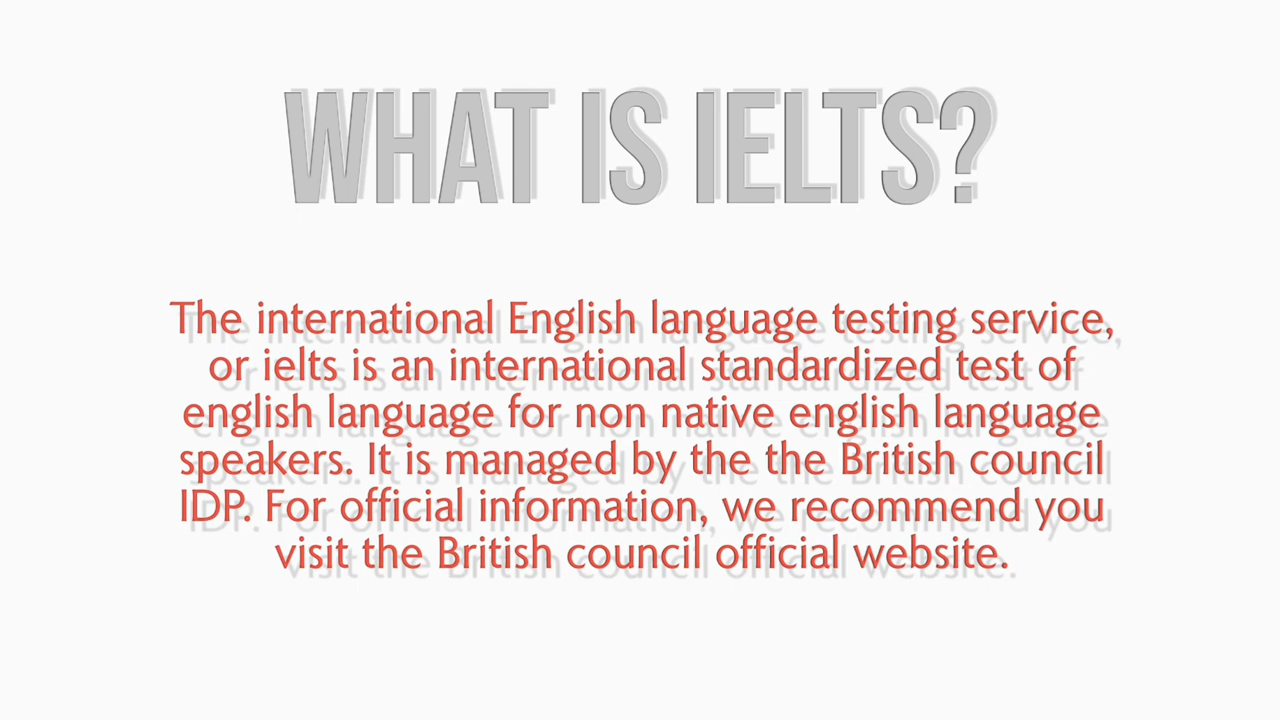 WHAT IS IELTS?
The international English language testing service,
or ielts is an international standardized test of
english language for non native english language
speakers. It is managed by the the British council
IDP. For official information, we recommend you
visit the British council official website.